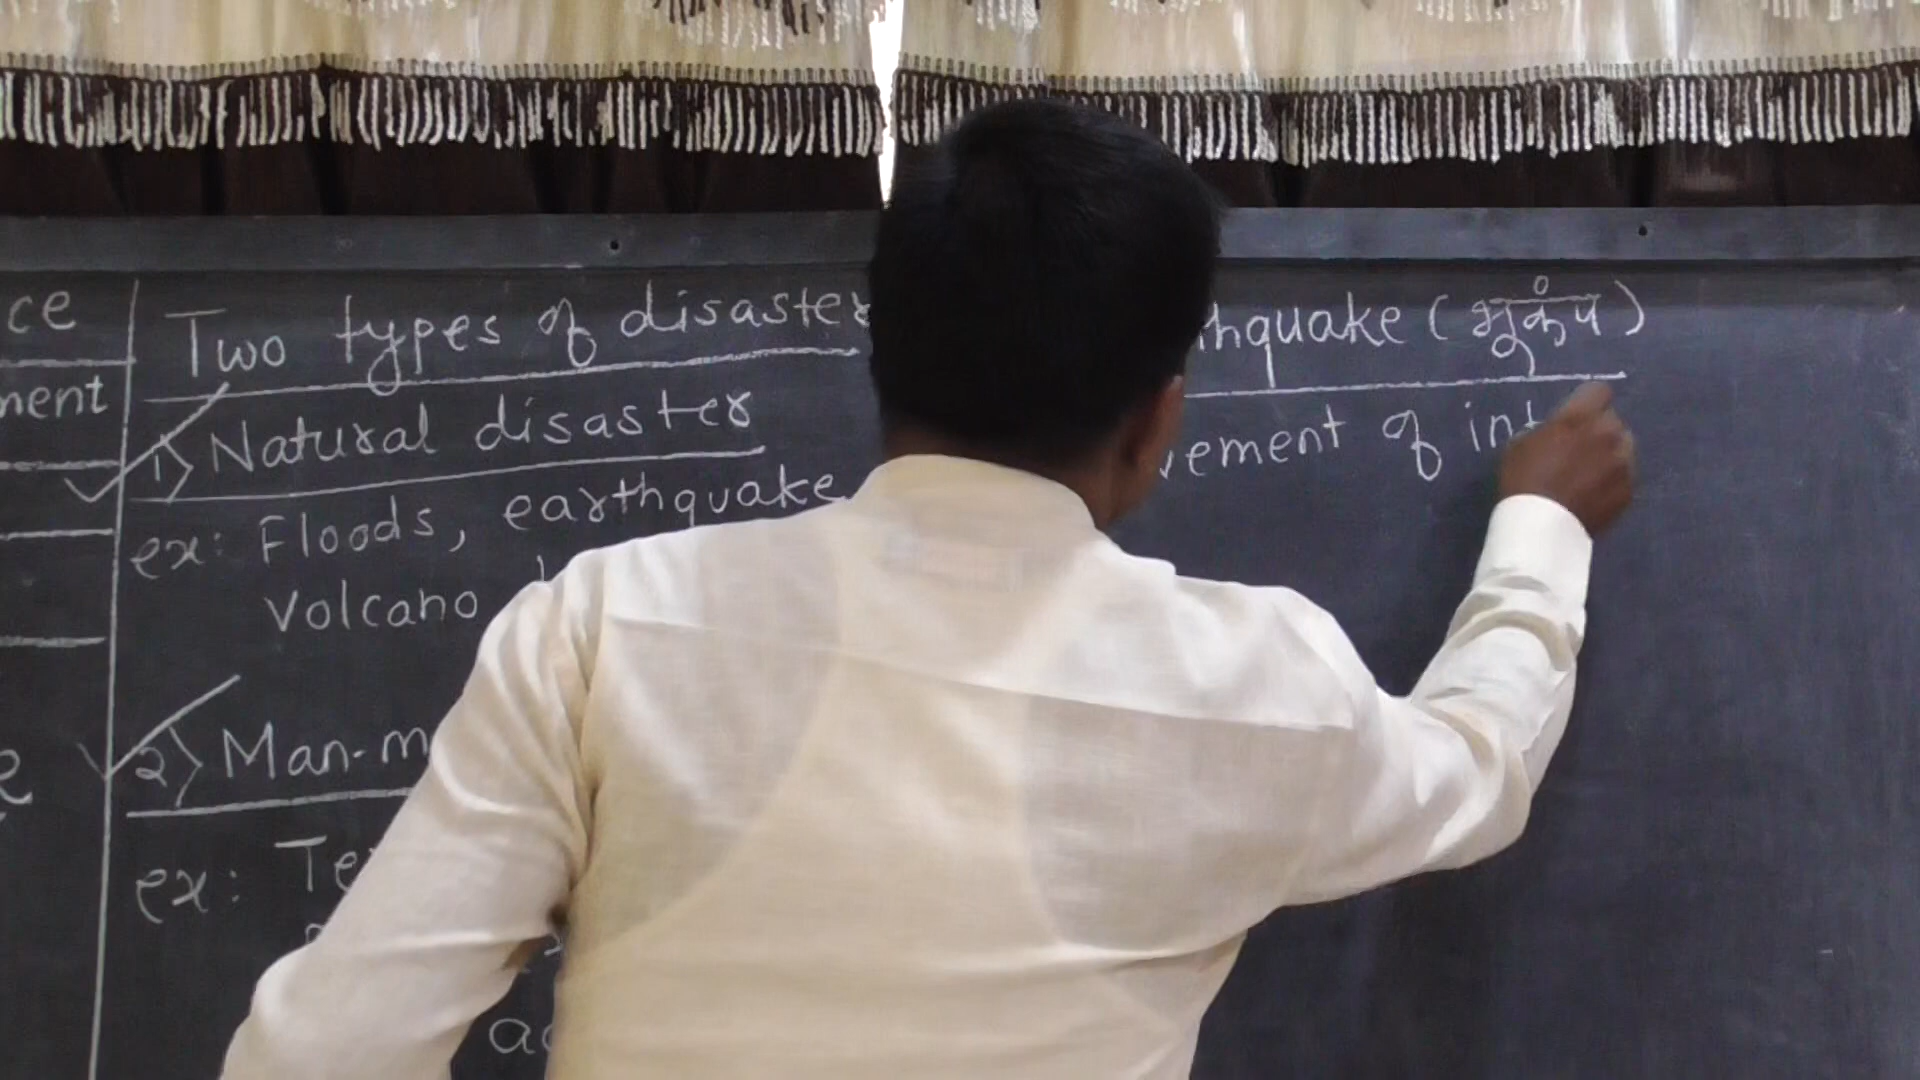 ce
ment
Two types of disaster
1) Natural disaster
ex: Floods, earthquake
Volcano
2) Man-m
ex: Te
ac
hquake (भूकंप)
vement of int